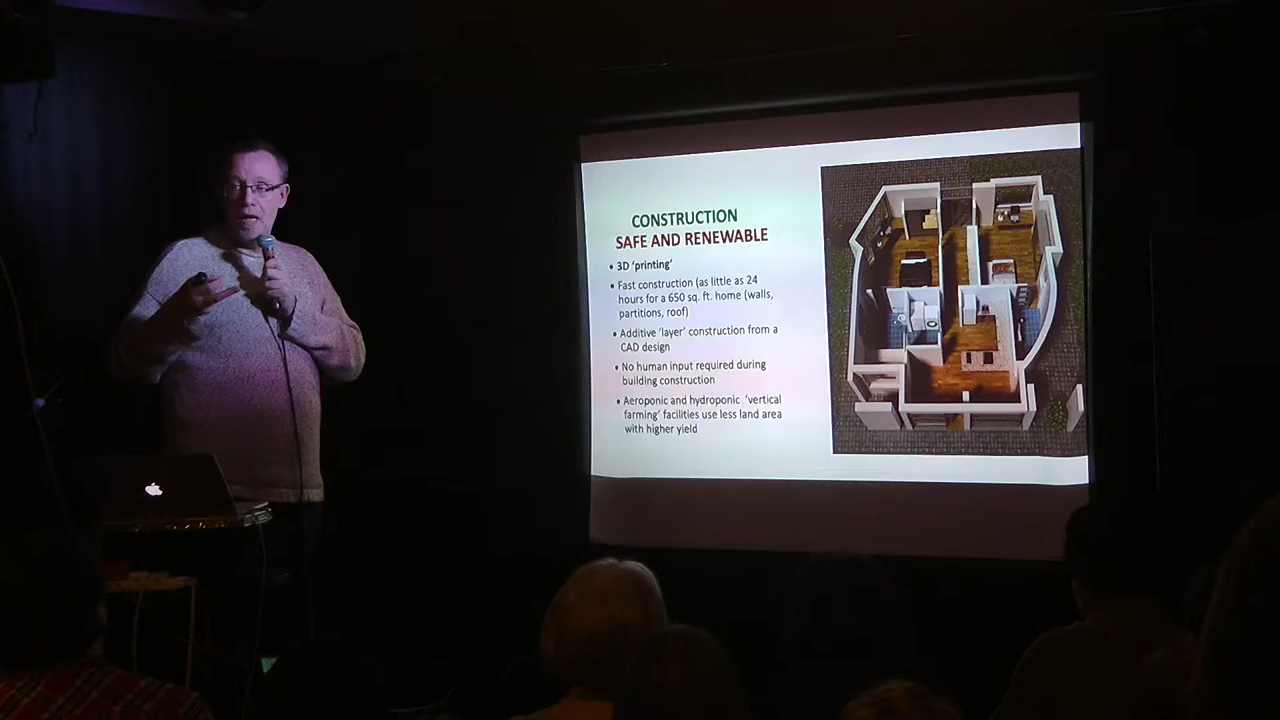 CONSTRUCTION
SAFE AND RENEWABLE
• 3D ‘printing’
• Fast construction (as little as 24
hours for a 650 sq. ft. home (walls,
partitions, roof)
• Additive ‘layer’ construction from a
CAD design
• No human input required during
building construction
• Aeroponic and hydroponic ‘vertical
farming’ facilities use less land area
with higher yield